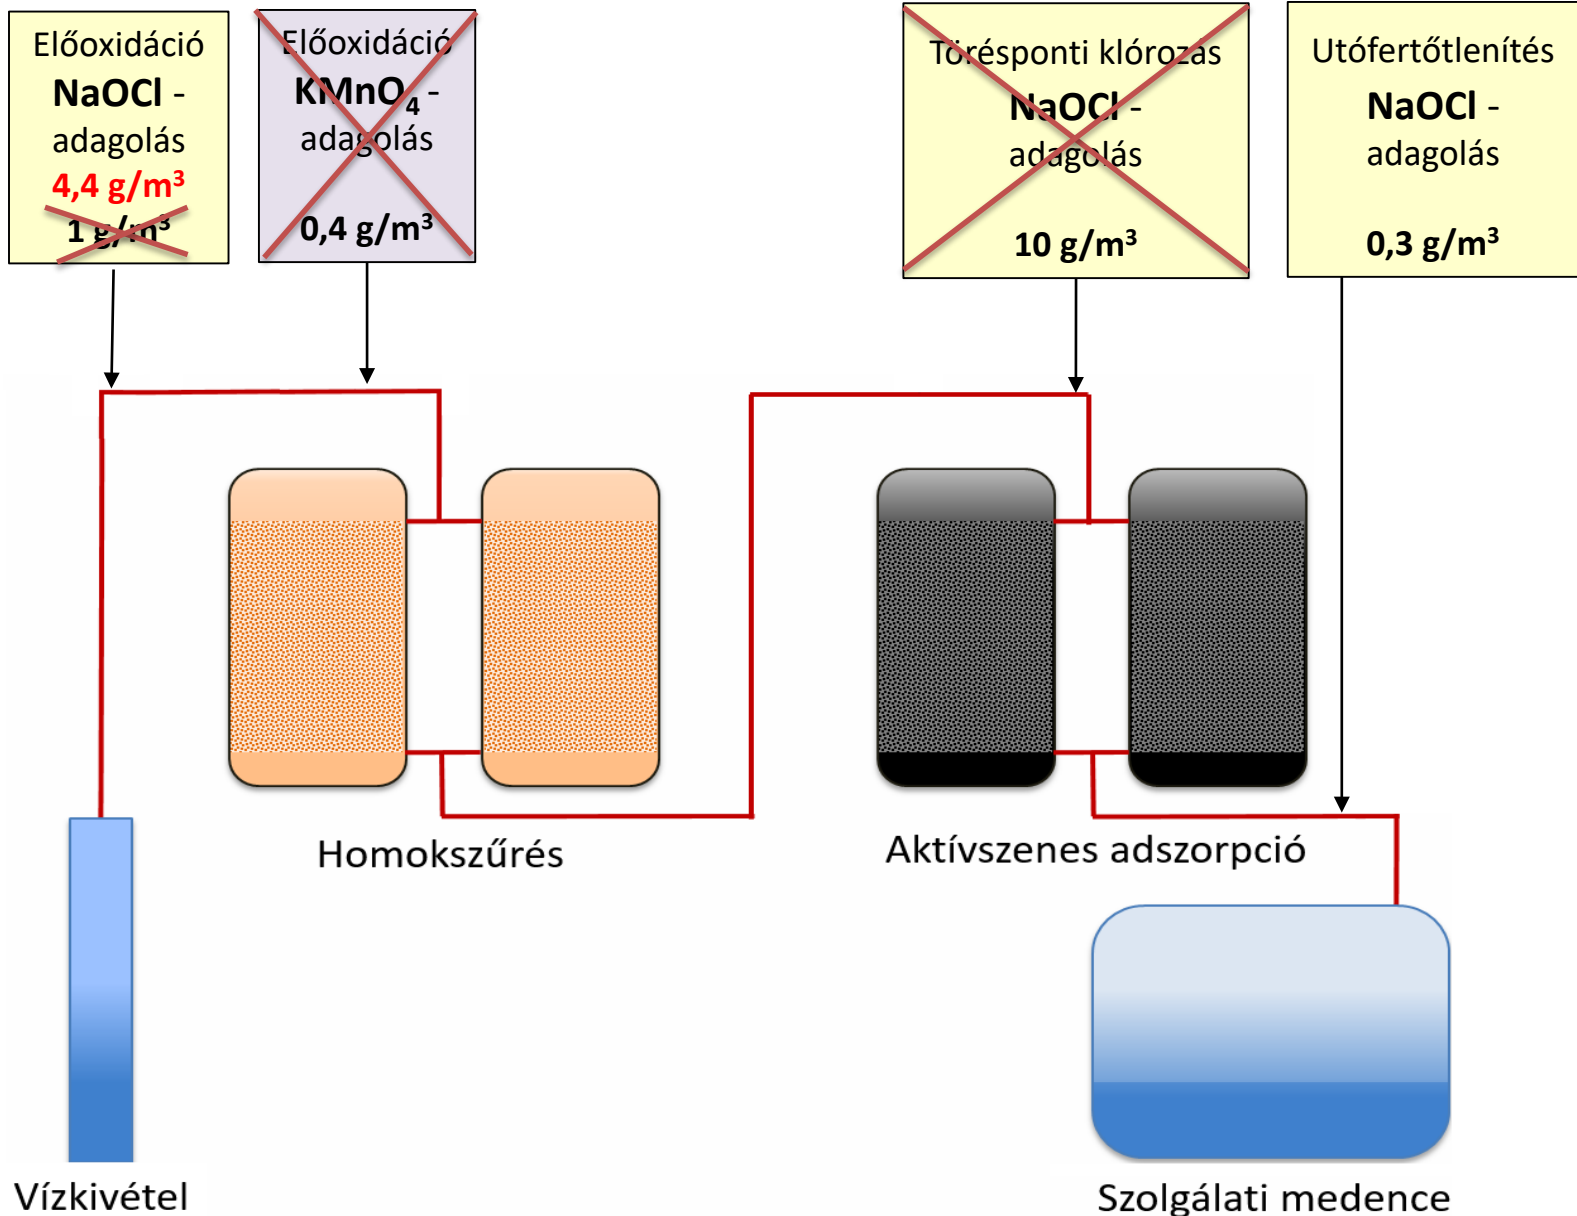 Előoxidáció
NaOCl -
adagolás
4,4 g/m³
1 g/m³
Előoxidáció
KMnO₄ -
adagolás
0,4 g/m³
Törésponti klórozás
NaOCl -
adagolás
10 g/m³
Utófertőtlenítés
NaOCl -
adagolás
0,3 g/m³
Homokszűrés
Aktívszenes adszorpció
Vízkivétel
Szolgálati medence